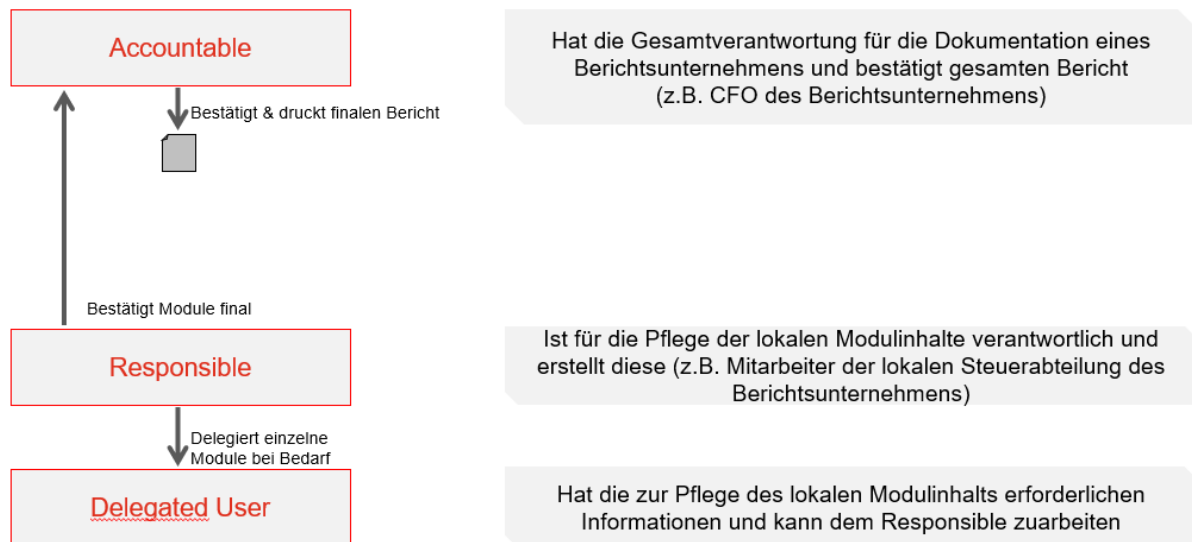 Accountable
Hat die Gesamtverantwortung für die Dokumentation eines
Berichtsunternehmens und bestätigt gesamten Bericht
(z.B. CFO des Berichtsunternehmens)
Bestätigt & druckt finalen Bericht
Bestätigt Module final
Responsible
Ist für die Pflege der lokalen Modulinhalte verantwortlich und
erstellt diese (z.B. Mitarbeiter der lokalen Steuerabteilung des
Berichtsunternehmens)
Delegiert einzelne
Module bei Bedarf
Delegated User
Hat die zur Pflege des lokalen Modulinhalts erforderlichen
Informationen und kann dem Responsible zuarbeiten